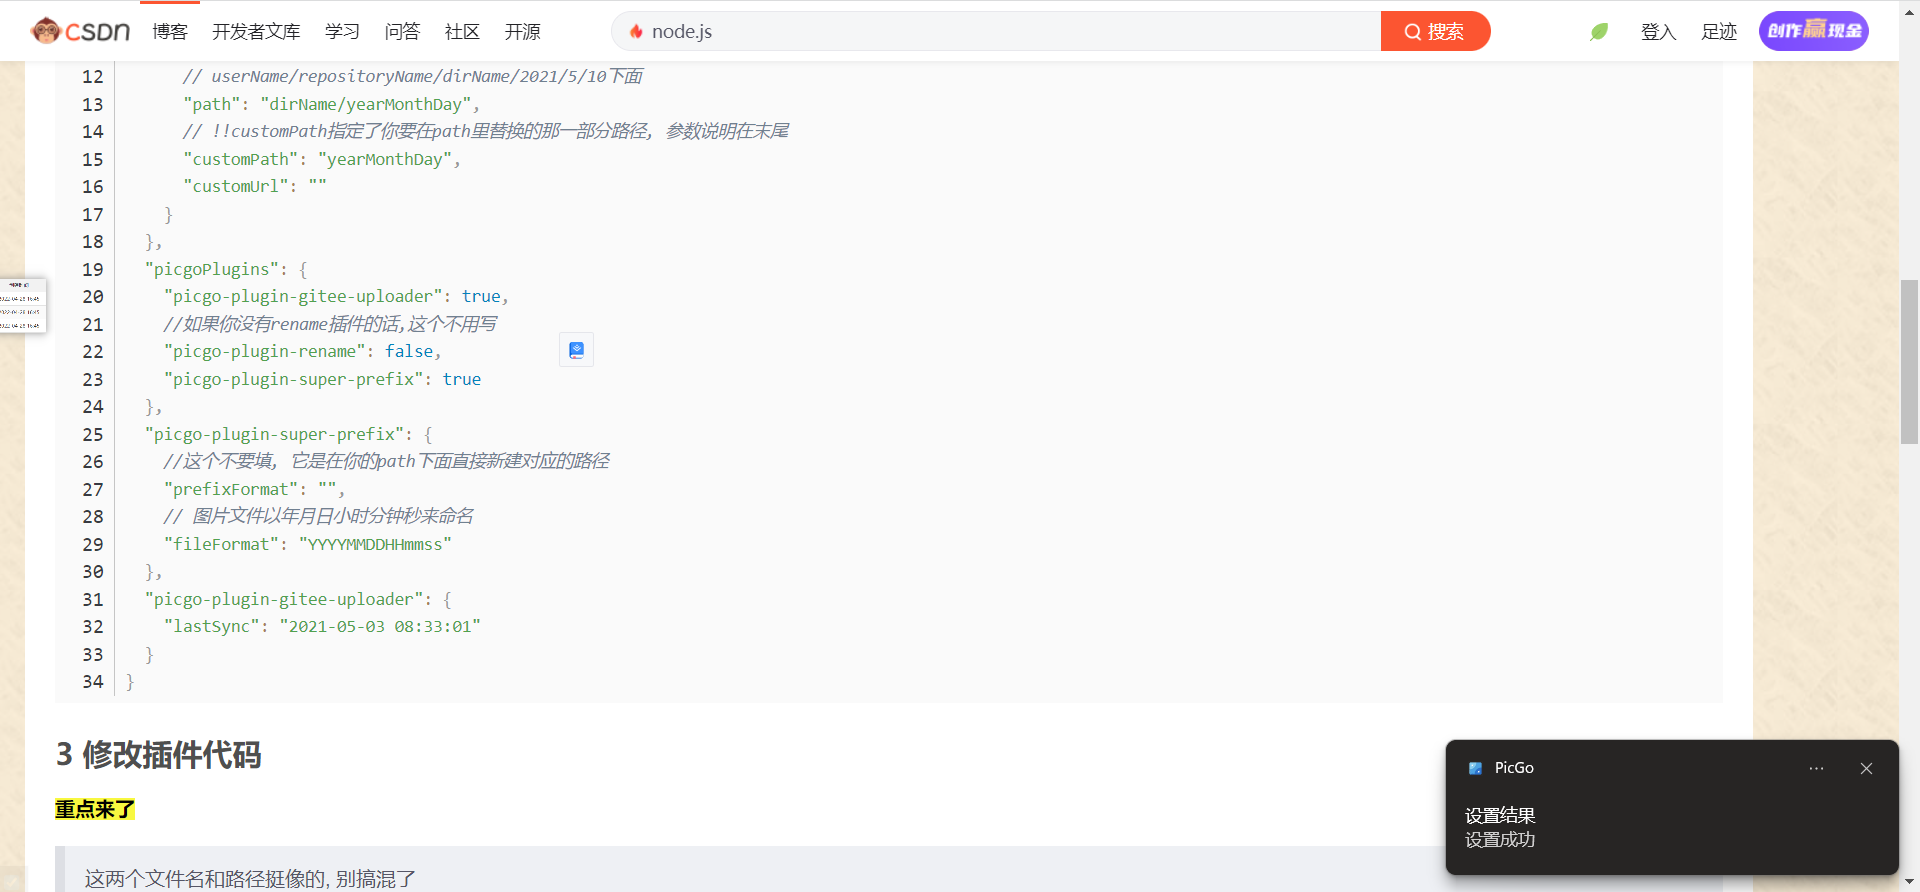 CSDN 博客 开发者文库 学习 问答 社区 开源 node.js 搜索 登入 足迹 创作赢现金
12 // userName/repositoryName/dirName/2021/5/10下面
13 "path": "dirName/yearMonthDay",
14 // !!customPath指定了你要在path里替换的那一部分路径, 参数说明在末尾
15 "customPath": "yearMonthDay",
16 "customUrl": ""
17 }
18 },
19 "picgoPlugins": {
20 "picgo-plugin-gitee-uploader": true,
21 //如果你没有rename插件的话,这个不用写
22 "picgo-plugin-rename": false,
23 "picgo-plugin-super-prefix": true
24 },
25 "picgo-plugin-super-prefix": {
26 //这个不要填, 它是在你的path下面直接新建对应的路径
27 "prefixFormat": "",
28 // 图片文件以年月日小时分钟秒来命名
29 "fileFormat": "YYYYMMDDHHmmss"
30 },
31 "picgo-plugin-gitee-uploader": {
32 "lastSync": "2021-05-03 08:33:01"
33 }
34 }
3 修改插件代码
重点来了
这两个文件名和路径挺像的, 别搞混了
PicGo
设置结果
设置成功